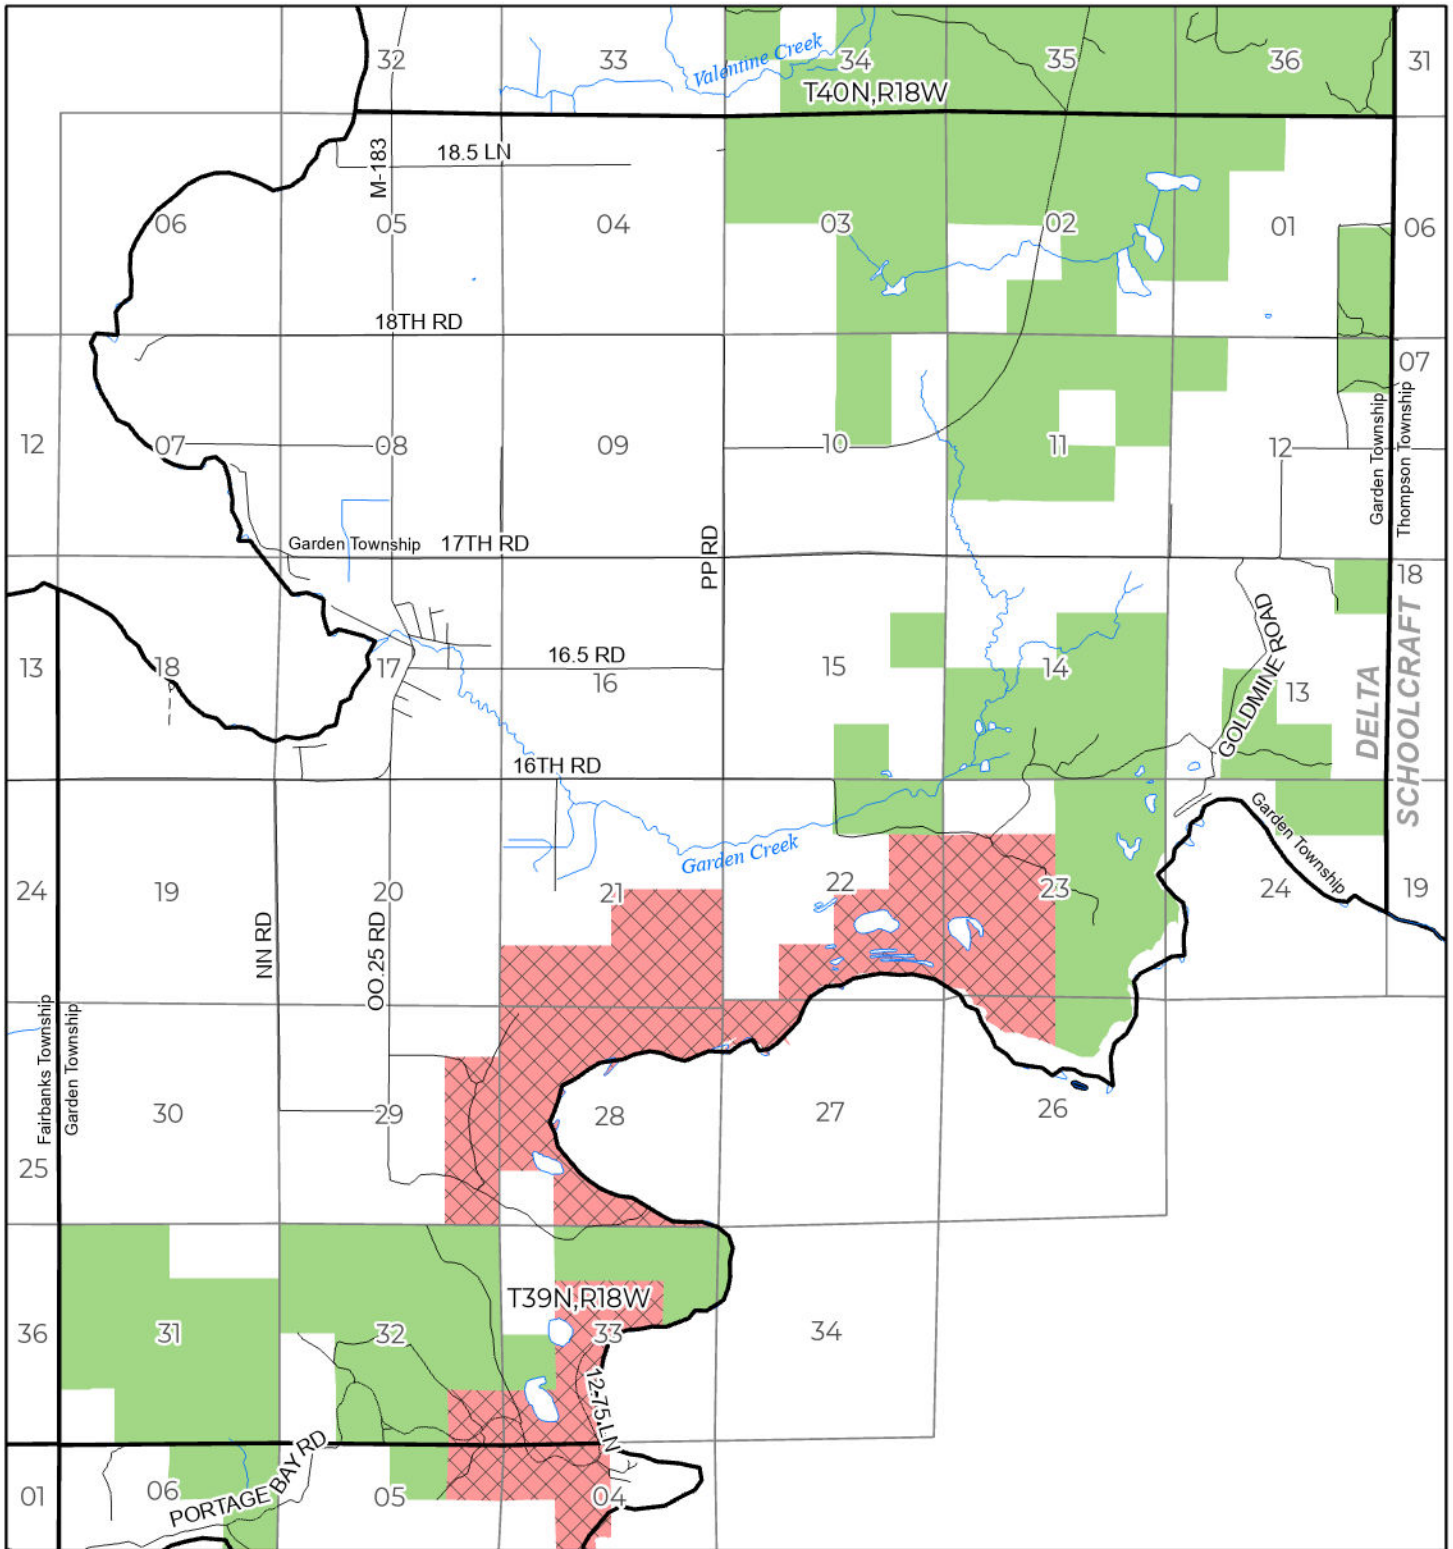 32
33
Valentine Creek
34
35
36
31
T40N,R18W
M-183
18.5 LN
06
05
04
03
02
01
06
18TH RD
07
12
07
08
09
10
11
12
Garden Township
Thompson Township
Garden Township
17TH RD
PP RD
18
13
18
17
16.5 RD
16
15
14
GOLDMINE ROAD
13
DELTA
SCHOOLCRAFT
16TH RD
Garden Creek
Garden Township
24
19
20
21
22
23
24
19
NN RD
OO.25 RD
Fairbanks Township
Garden Township
30
29
28
27
26
25
T39N,R18W
36
31
32
33
34
12.75 LN
PORTAGE BAY RD
01
06
05
04